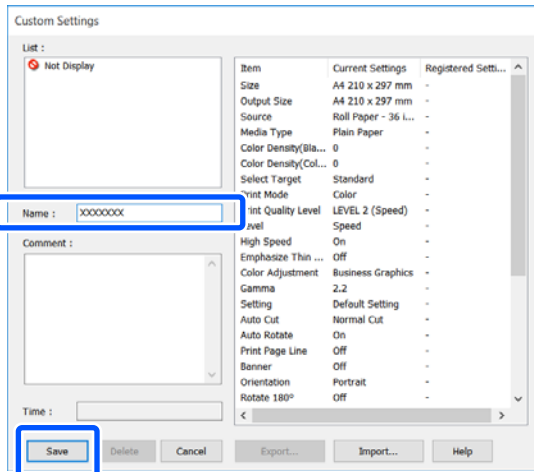 Custom Settings
List :
Not Display
Name : XXXXXXX
Comment :
Time :
Item Current Settings Registered Setti...
Size A4 210 x 297 mm -
Output Size A4 210 x 297 mm -
Source Roll Paper - 36 i... -
Media Type Plain Paper -
Color Density(Bla... 0 -
Color Density(Col... 0 -
Select Target Standard -
Print Mode Color -
Print Quality Level LEVEL 2 (Speed) -
Level Speed -
High Speed On -
Emphasize Thin ... Off -
Color Adjustment Business Graphics -
Gamma 2.2 -
Setting Default Setting -
Auto Cut Normal Cut -
Auto Rotate On -
Print Page Line Off -
Banner Off -
Orientation Portrait -
Rotate 180° Off -
Save Delete Cancel Export... Import... Help